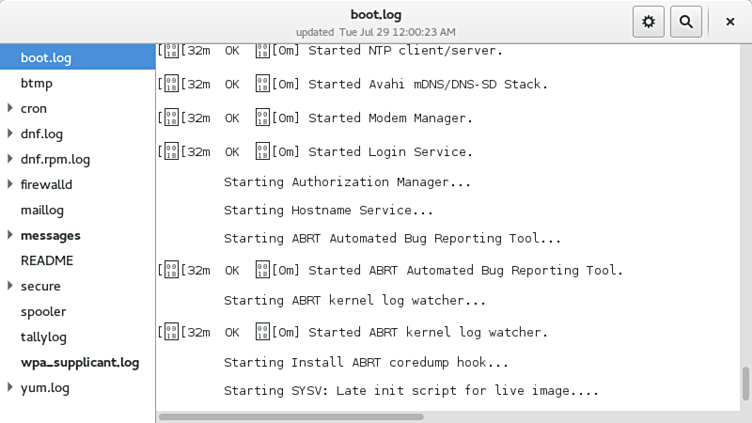 boot.log
updated Tue Jul 29 12:00:23 AM
boot.log
btmp
cron
dnf.log
dnf.rpm.log
firewalld
maillog
messages
README
secure
spooler
tallylog
wpa_supplicant.log
yum.log
[001B[32m OK 001B[0m] Started NTP client/server.
[001B[32m OK 001B[0m] Started Avahi mDNS/DNS-SD Stack.
[001B[32m OK 001B[0m] Started Modem Manager.
[001B[32m OK 001B[0m] Started Login Service.
Starting Authorization Manager...
Starting Hostname Service...
Starting ABRT Automated Bug Reporting Tool...
[001B[32m OK 001B[0m] Started ABRT Automated Bug Reporting Tool.
Starting ABRT kernel log watcher...
[001B[32m OK 001B[0m] Started ABRT kernel log watcher.
Starting Install ABRT coredump hook...
Starting SYSV: Late init script for live image....